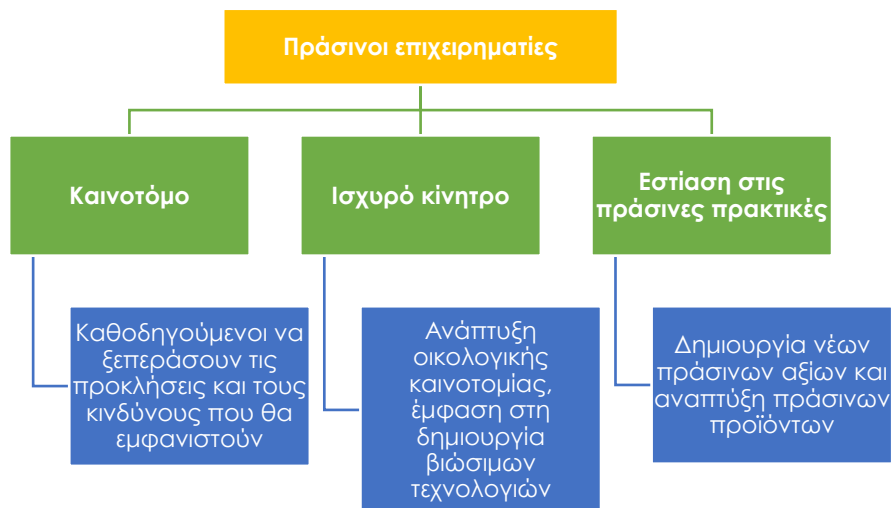 Πράσινοι επιχειρηματίες
Καινοτόμο
Ισχυρό κίνητρο
Εστίαση στις
πράσινες πρακτικές
Καθοδηγούμενοι να
ξεπεράσουν τις
προκλήσεις και τους
κινδύνους που θα
εμφανιστούν
Ανάπτυξη
οικολογικής
καινοτομίας,
έμφαση στη
δημιουργία
βιώσιμων
τεχνολογιών
Δημιουργία νέων
πράσινων αξίων και
αναπτύξη πράσινων
προϊόντων